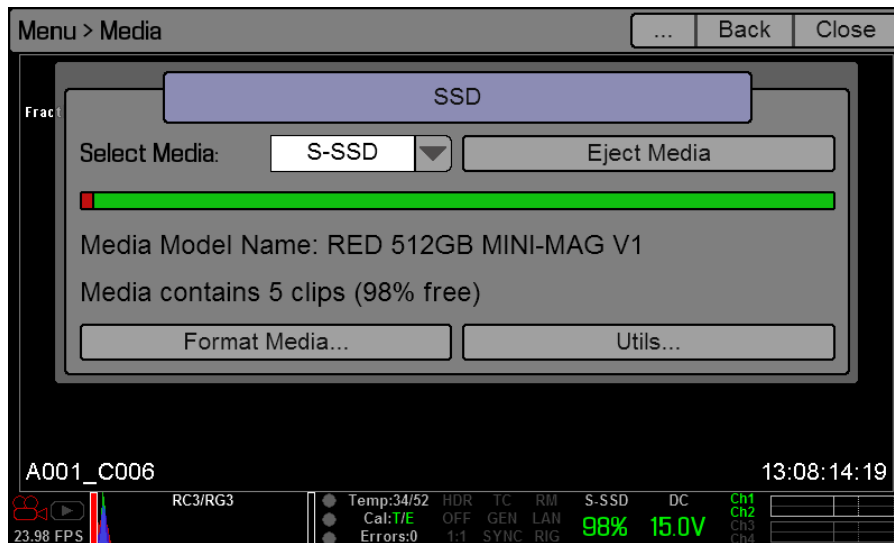 Menu > Media
...
Back
Close
SSD
Fract
Select Media:
S-SSD
Eject Media
Media Model Name: RED 512GB MINI-MAG V1
Media contains 5 clips (98% free)
Format Media...
Utils...
A001_C006
13:08:14:19
23.98 FPS
RC3/RG3
Temp:34/52
Cal:T/E
Errors:0
HDR TC RM
OFF GEN LAN
1:1 SYNC RIG
S-SSD
98%
DC
15.0V
Ch1
Ch2
Ch3
Ch4